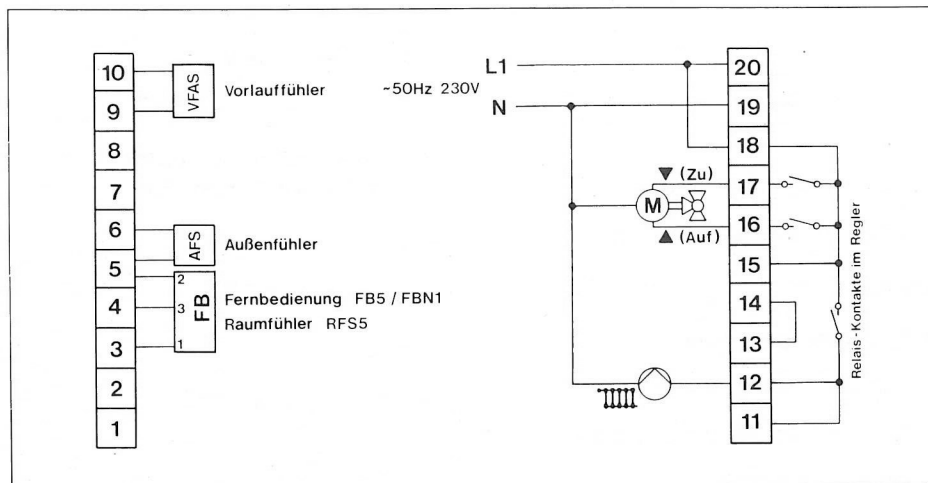 10
9
8
7
6
5
4
3
2
1
VFAS
Vorlauffühler
AFS
Außenfühler
2
3
1
FB
Fernbedienung FB5 / FBN1
Raumfühler RFS5
L1
~50Hz 230V
N
▼ (Zu)
M
▲ (Auf)
20
19
18
17
16
15
14
13
12
11
Relais-Kontakte im Regler